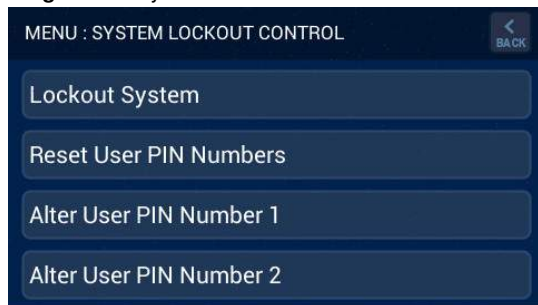 MENU : SYSTEM LOCKOUT CONTROL
BACK
Lockout System
Reset User PIN Numbers
Alter User PIN Number 1
Alter User PIN Number 2